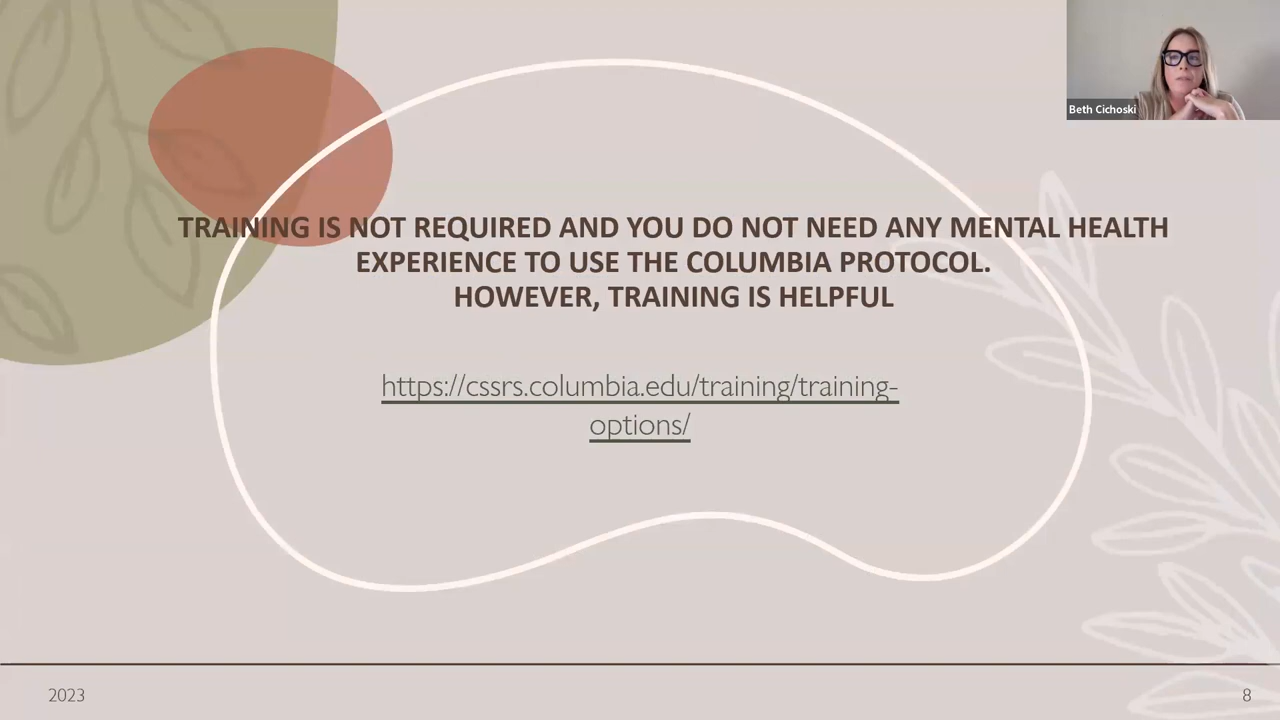 Beth Cichoski
TRAINING IS NOT REQUIRED AND YOU DO NOT NEED ANY MENTAL HEALTH
EXPERIENCE TO USE THE COLUMBIA PROTOCOL.
HOWEVER, TRAINING IS HELPFUL
https://cssrs.columbia.edu/training/training-
options/
2023
8